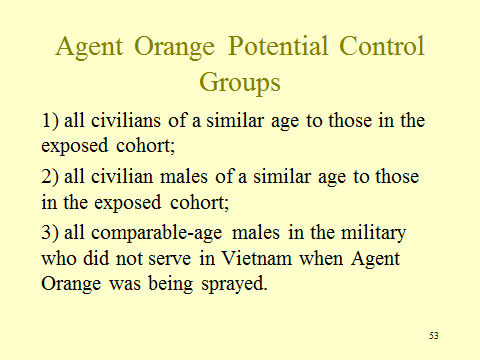 Agent Orange Potential Control
Groups
1) all civilians of a similar age to those in the
exposed cohort;
2) all civilian males of a similar age to those
in the exposed cohort;
3) all comparable-age males in the military
who did not serve in Vietnam when Agent
Orange was being sprayed.
53